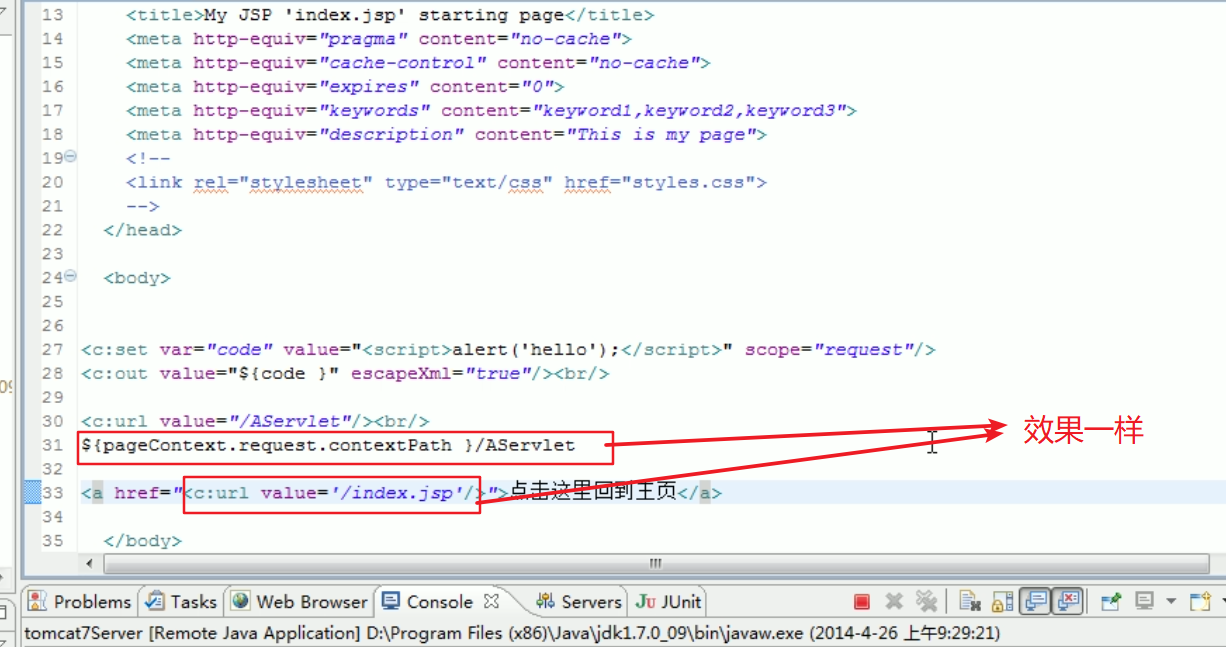 13 <title>My JSP 'index.jsp' starting page</title>
14 <meta http-equiv="pragma" content="no-cache">
15 <meta http-equiv="cache-control" content="no-cache">
16 <meta http-equiv="expires" content="0">
17 <meta http-equiv="keywords" content="keyword1,keyword2,keyword3">
18 <meta http-equiv="description" content="This is my page">
19 <!--
20 <link rel="stylesheet" type="text/css" href="styles.css">
21 -->
22 </head>
23
24 <body>
25
26
27 <c:set var="code" value="<script>alert('hello');</script>" scope="request"/>
28 <c:out value="${code }" escapeXml="true"/><br/>
29
30 <c:url value="/AServlet"/><br/>
31 ${pageContext.request.contextPath }/AServlet
效果一样
32
33 <a href="<c:url value='/index.jsp'/>">点击这里回到主页</a>
34
35 </body>
Problems Tasks Web Browser Console Servers JUnit
tomcat7Server [Remote Java Application] D:\Program Files (x86)\Java\jdk1.7.0_09\bin\javaw.exe (2014-4-26 上午9:29:21)